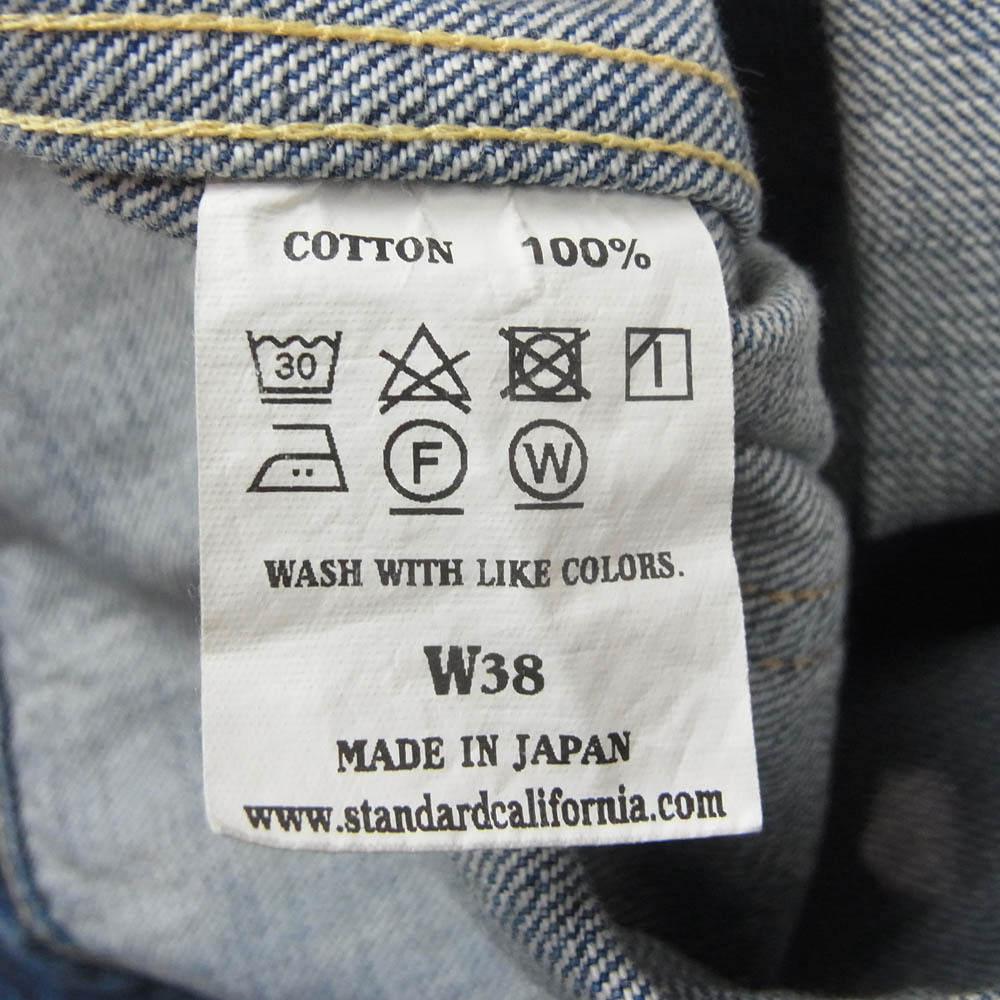 COTTON 100%
30
F W
WASH WITH LIKE COLORS.
W38
MADE IN JAPAN
www.standardcalifornia.com